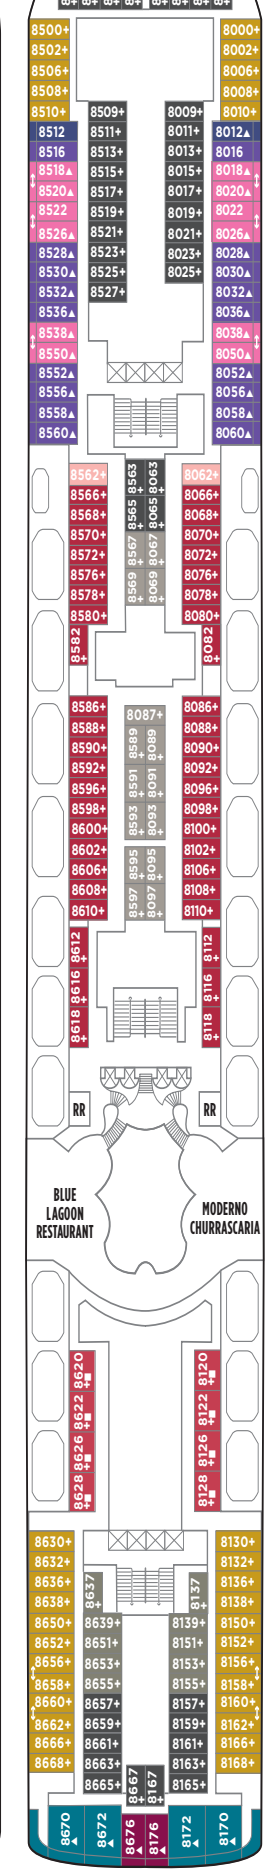 8500+ 8000+
8502+ 8002+
8506+ 8006+
8508+ 8008+
8510+ 8509+ 8009+ 8010+
8512 8511+ 8011+ 8012▲
8516 8513+ 8013+ 8016
8518▲ 8515+ 8015+ 8018▲
8520▲ 8517+ 8017+ 8020▲
8522 8519+ 8019+ 8022
8526▲ 8521+ 8021+ 8026▲
8528▲ 8523+ 8023+ 8028▲
8530▲ 8525+ 8025+ 8030▲
8532▲ 8527+ 8032▲
8536▲ 8036▲
8538▲ 8038▲
8550▲ 8050▲
8552▲ 8052▲
8556▲ 8056▲
8558▲ 8058▲
8560▲ 8060▲
8562+ 8563+ 8063+ 8062+
8566+ 8066+
8568+ 8565+ 8065+ 8068+
8570+ 8567+ 8067+ 8070+
8572+ 8072+
8576+ 8569+ 8069+ 8076+
8578+ 8078+
8580+ 8080+
8582+ 8082+
8586+ 8087+ 8086+
8588+ 8589+ 8089+ 8088+
8590+ 8090+
8592+ 8591+ 8091+ 8092+
8596+ 8096+
8598+ 8593+ 8093+ 8098+
8600+ 8100+
8602+ 8595+ 8095+ 8102+
8606+ 8106+
8608+ 8597+ 8097+ 8108+
8610+ 8110+
8612+ 8112+
8616+ 8116+
8618+ 8118+
RR RR
BLUE
LAGOON
RESTAURANT
MODERNO
CHURRASCARIA
8620+■ 8120+■
8622+■ 8122+■
8626+■ 8126+■
8628+■ 8128+■
8630+ 8130+
8632+ 8132+
8636+ 8637+ 8137+ 8136+
8638+ 8138+
8650+ 8639+ 8139+ 8150+
8652+ 8651+ 8151+ 8152+
8656+ 8653+ 8153+ 8156+
8658+ 8655+ 8155+ 8158+
8660+ 8657+ 8157+ 8160+
8662+ 8659+ 8159+ 8162+
8666+ 8661+ 8161+ 8166+
8668+ 8663+ 8163+ 8168+
8665+ 8667+ 8167+ 8165+
8670▲ 8672▲ 8676▲ 8176▲ 8172▲ 8170▲